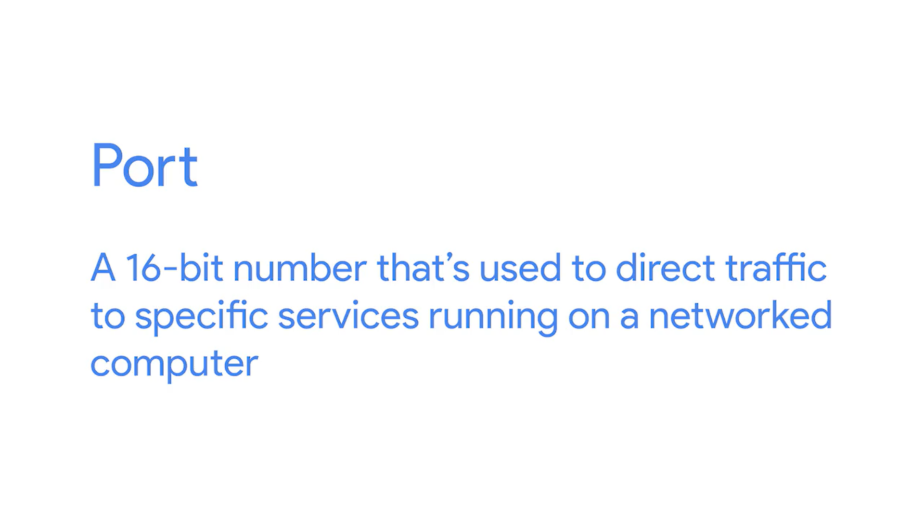 Port
A 16-bit number that’s used to direct traffic
to specific services running on a networked
computer